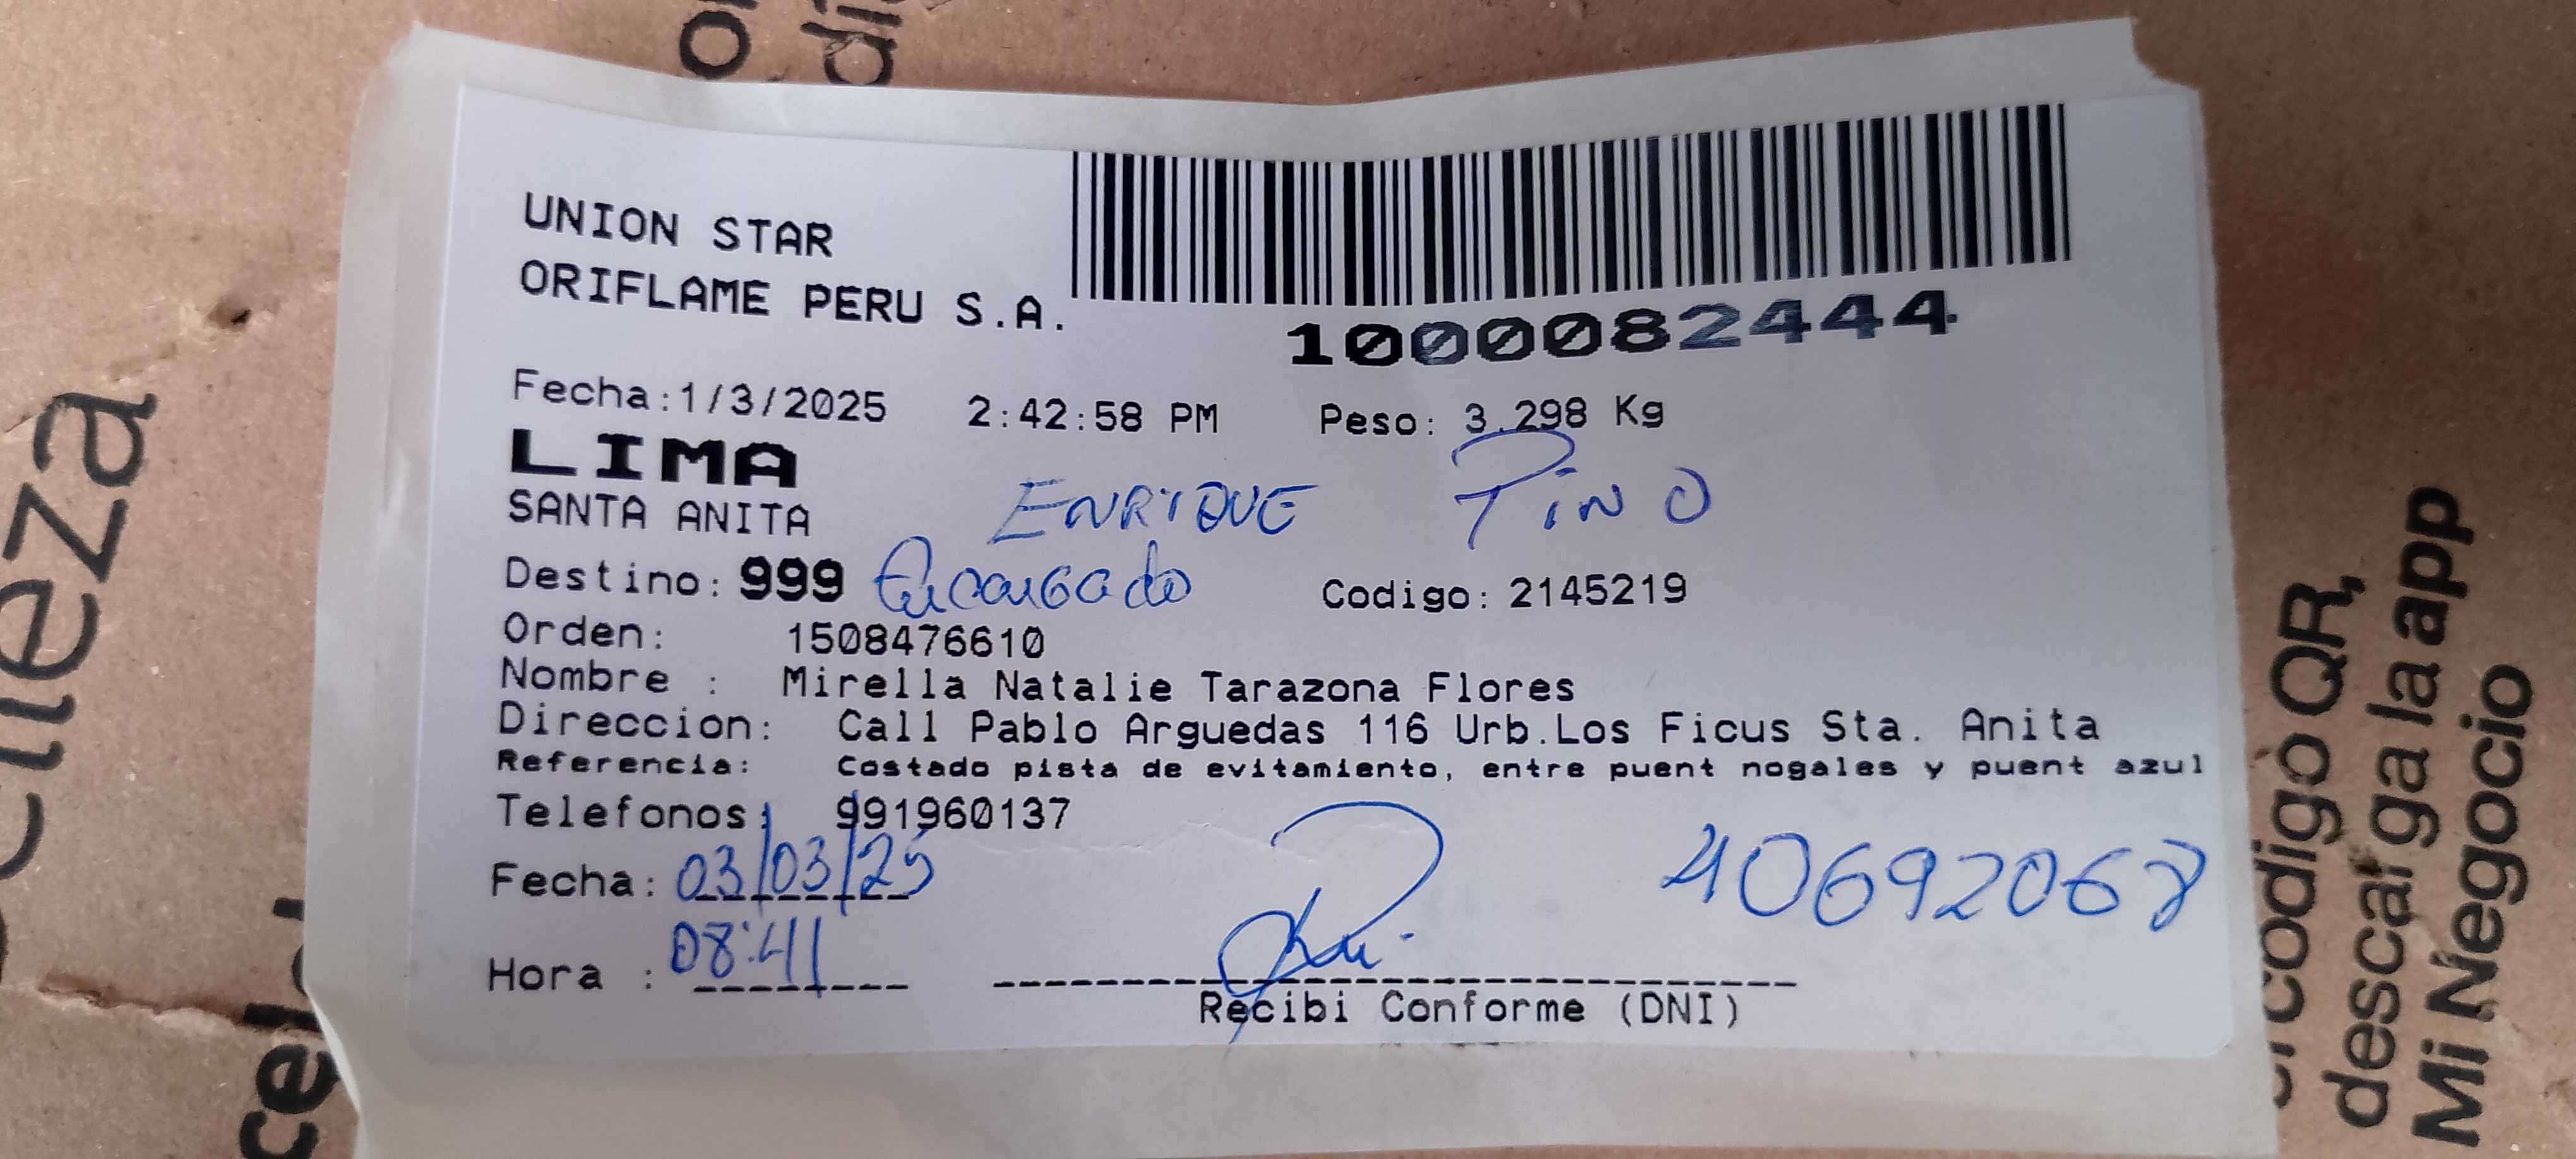 UNION STAR
ORIFLAME PERU S.A.
1000082444
Fecha:1/3/2025 2:42:58 PM Peso: 3.298 Kg
LIMA
SANTA ANITA
ENRIQUE PINO
Destino: 999 Encargado Codigo: 2145219
Orden: 1508476610
Nombre : Mirella Natalie Tarazona Flores
Direccion: Call Pablo Arguedas 116 Urb.Los Ficus Sta. Anita
Referencia: Costado pista de evitamiento, entre puent nogales y puent azul
Telefonos: 991960137
Fecha: 03/03/25
40692068
Hora : 08:41
Recibi Conforme (DNI)
codigo QR,
descarga la app
Mi Negocio